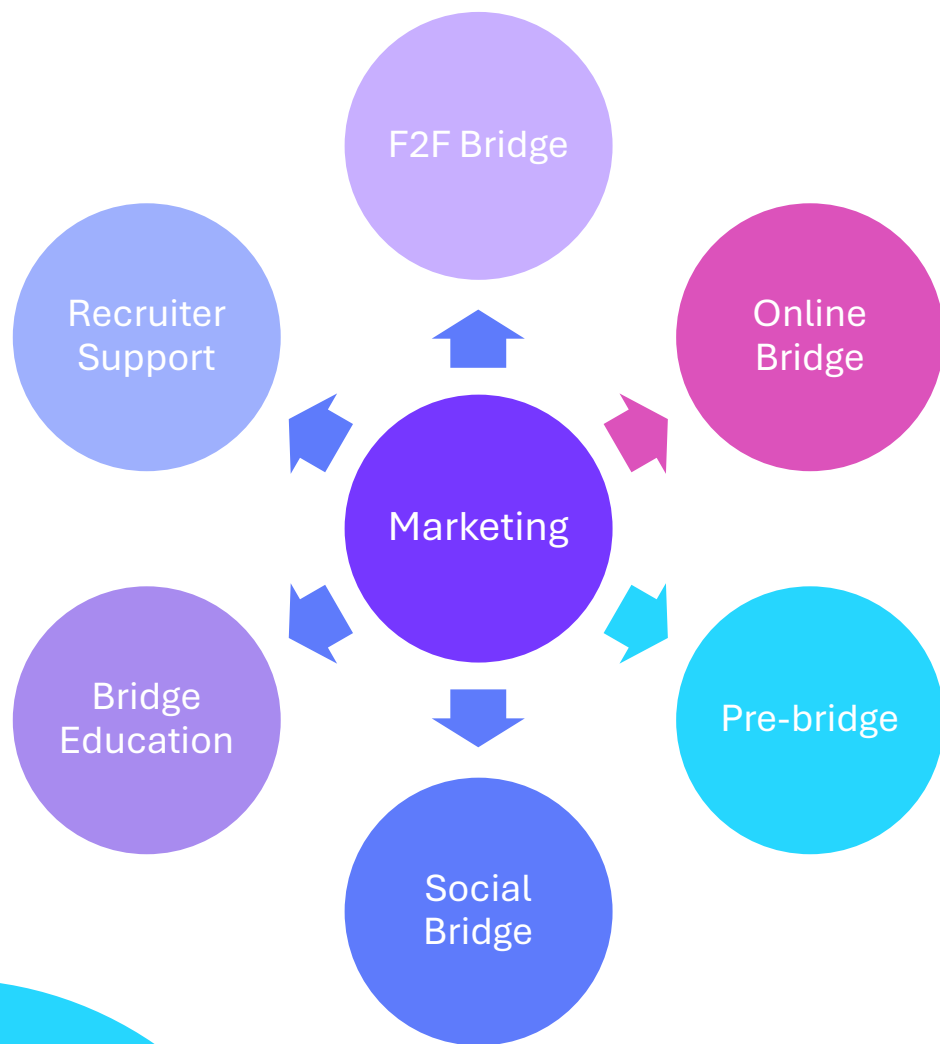 F2F Bridge
Recruiter
Support
Online
Bridge
Marketing
Bridge
Education
Pre-bridge
Social
Bridge